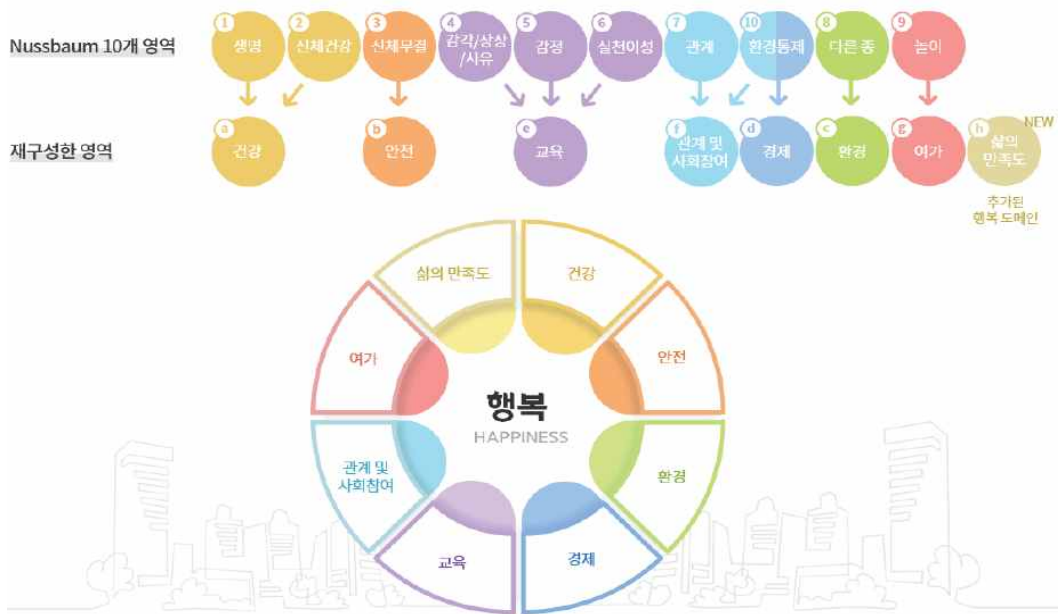 Nussbaum 10개 영역
1
생명
2
신체건강
3
신체무결
4
감각/상상
/사유
5
감정
6
실천이성
7
관계
10
환경통제
8
다른 종
9
놀이
재구성한 영역
a
건강
b
안전
e
교육
f
관계 및
사회참여
d
경제
c
환경
g
여가
h
삶의
만족도
NEW
추가된
행복 도메인
삶의 만족도
건강
여가
안전
행복
HAPPINESS
관계 및
사회참여
환경
교육
경제